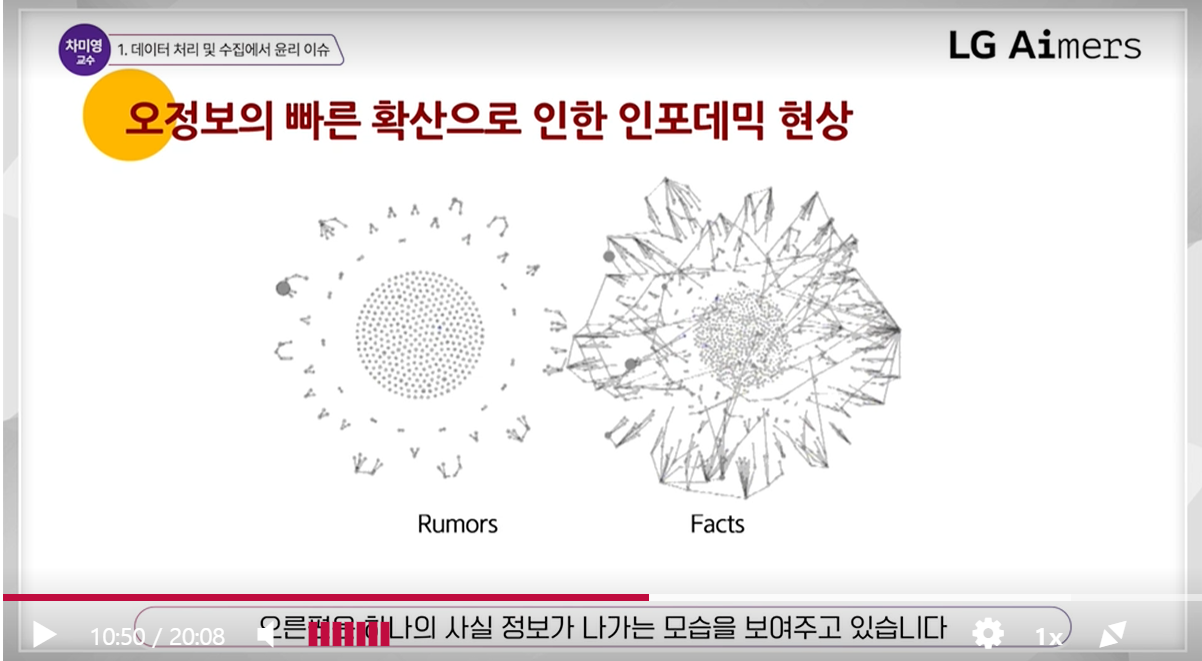 차미영
교수
1. 데이터 처리 및 수집에서 윤리 이슈
LG Aimers
오정보의 빠른 확산으로 인한 인포데믹 현상
Rumors
Facts
오른편은 하나의 사실 정보가 나가는 모습을 보여주고 있습니다
10:50 / 20:08
1x